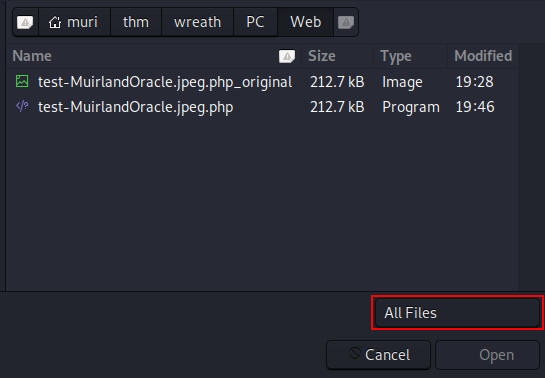 muri thm wreath PC Web
Name Size Type Modified
test-MuirlandOracle.jpeg.php_original 212.7 kB Image 19:28
test-MuirlandOracle.jpeg.php 212.7 kB Program 19:46
All Files
Cancel Open